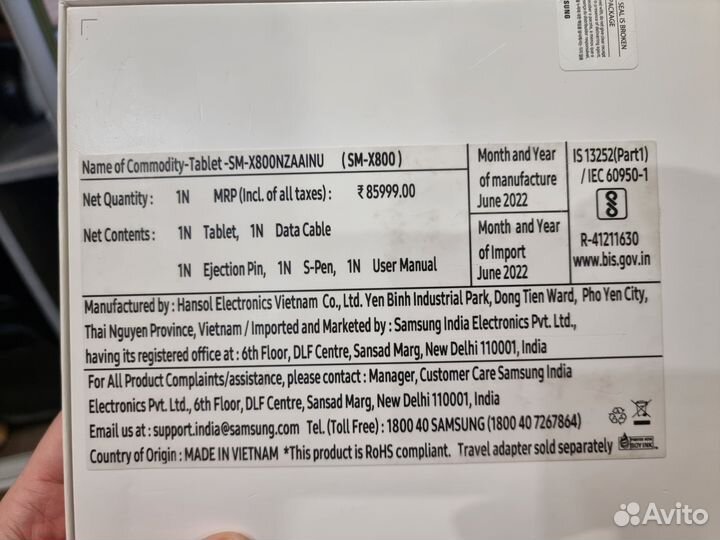 SEAL IS BROKEN
PACKAGE
SAMSUNG
Name of Commodity-Tablet -SM-X800NZAAINU (SM-X800)
Net Quantity : 1N MRP (Incl. of all taxes) : ₹ 85999.00
Net Contents : 1N Tablet, 1N Data Cable
1N Ejection Pin, 1N S-Pen, 1N User Manual
Month and Year
of manufacture
June 2022
Month and Year
of Import
June 2022
IS 13252(Part1)
/ IEC 60950-1
R-41211630
www.bis.gov.in
Manufactured by : Hansol Electronics Vietnam Co., Ltd. Yen Binh Industrial Park, Dong Tien Ward, Pho Yen City,
Thai Nguyen Province, Vietnam / Imported and Marketed by : Samsung India Electronics Pvt. Ltd.,
having its registered office at : 6th Floor, DLF Centre, Sansad Marg, New Delhi 110001, India
For All Product Complaints/assistance, please contact : Manager, Customer Care Samsung India
Electronics Pvt. Ltd., 6th Floor, DLF Centre, Sansad Marg, New Delhi 110001, India
Email us at : support.india@samsung.com Tel. (Toll Free) : 1800 40 SAMSUNG (1800 40 7267864)
Country of Origin : MADE IN VIETNAM *This product is RoHS compliant. Travel adapter sold separately
SOY INK
Avito